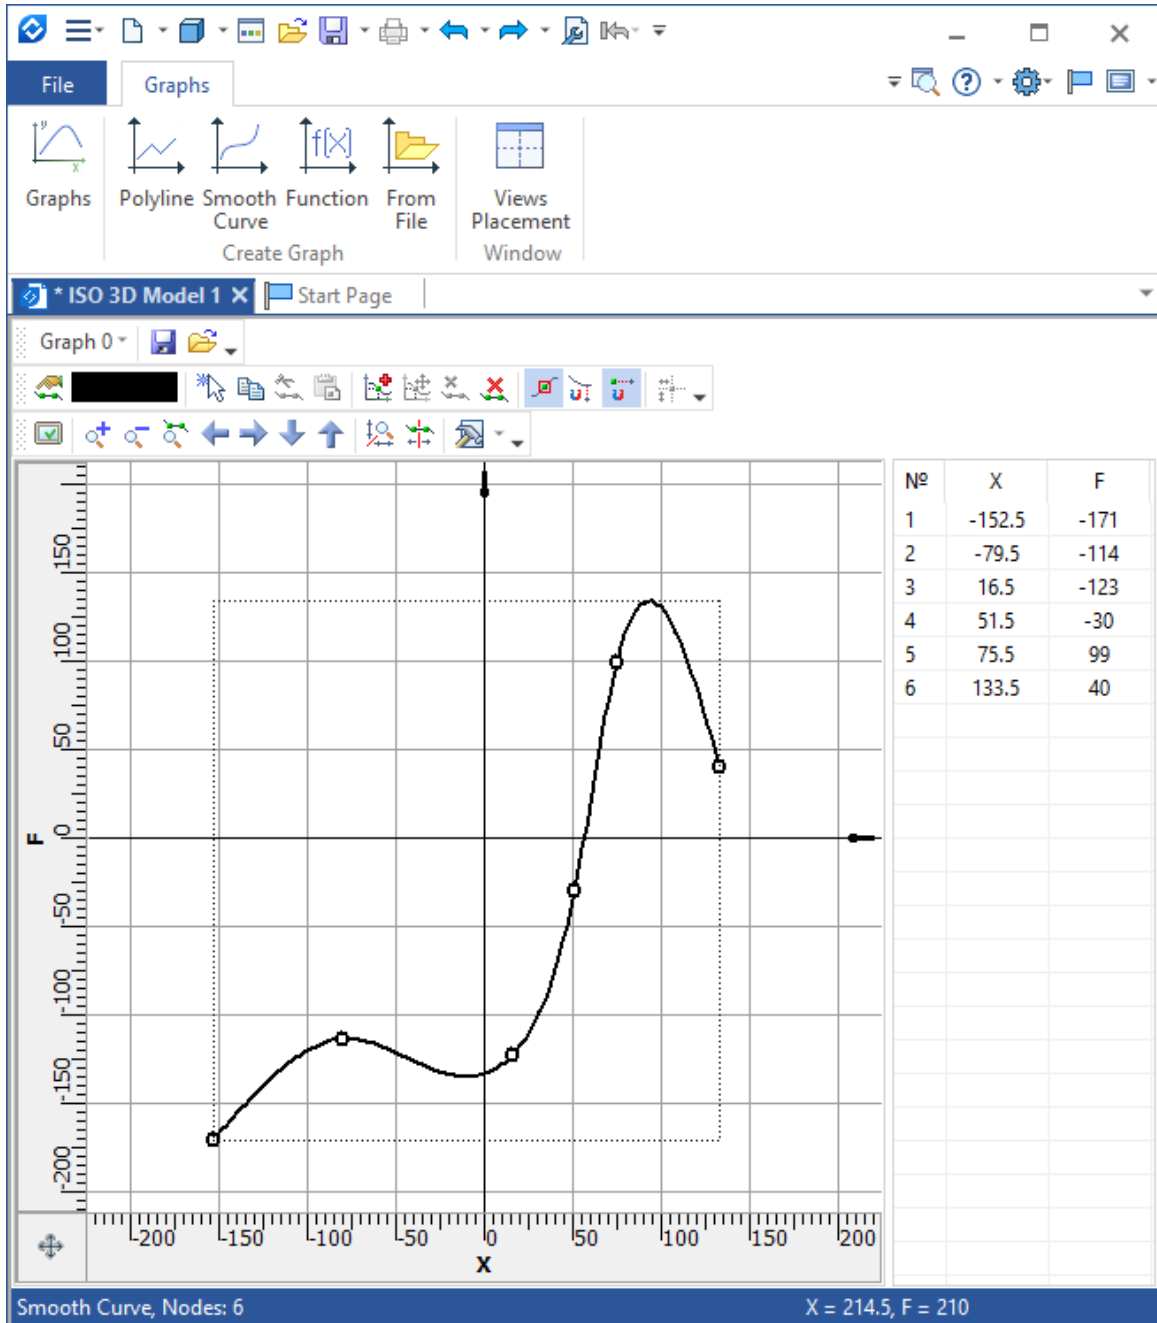 File Graphs
Graphs Polyline Smooth Curve Function From File Views Placement
Create Graph Window
* ISO 3D Model 1 Start Page
Graph 0
Nº X F
1 -152.5 -171
2 -79.5 -114
3 16.5 -123
4 51.5 -30
5 75.5 99
6 133.5 40
150
100
50
0
-50
-100
-150
-200
F
-200 -150 -100 -50 0 50 100 150 200
X
Smooth Curve, Nodes: 6 X = 214.5, F = 210